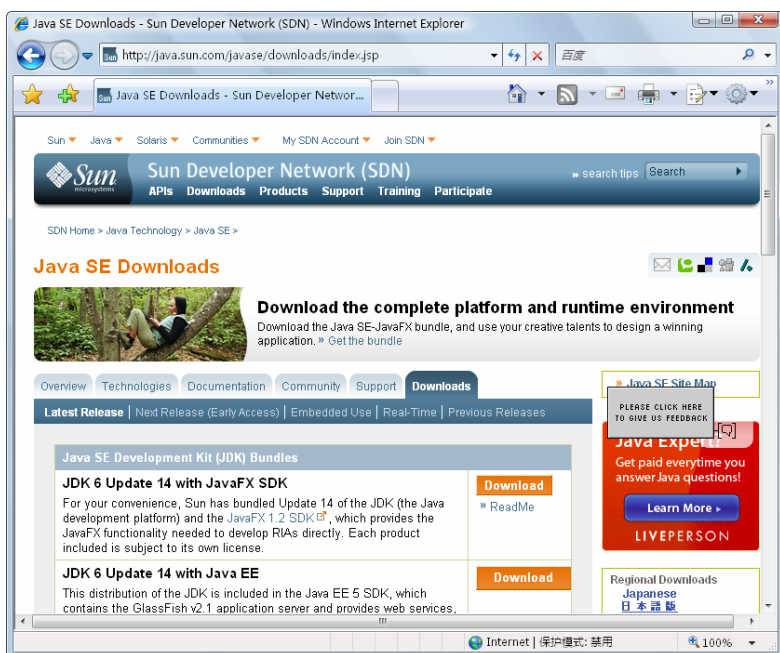 Java SE Downloads - Sun Developer Network (SDN) - Windows Internet Explorer
http://java.sun.com/javase/downloads/index.jsp
百度
Java SE Downloads - Sun Developer Networ...
Sun Java Solaris Communities My SDN Account Join SDN
Sun
microsystems
Sun Developer Network (SDN)
» search tips Search
APIs Downloads Products Support Training Participate
SDN Home > Java Technology > Java SE >
Java SE Downloads
Download the complete platform and runtime environment
Download the Java SE-JavaFX bundle, and use your creative talents to design a winning
application. » Get the bundle
Overview Technologies Documentation Community Support Downloads
Latest Release | Next Release (Early Access) | Embedded Use | Real-Time | Previous Releases
Java SE Development Kit (JDK) Bundles
JDK 6 Update 14 with JavaFX SDK
For your convenience, Sun has bundled Update 14 of the JDK (the Java
development platform) and the JavaFX 1.2 SDK, which provides the
JavaFX functionality needed to develop RIAs directly. Each product
included is subject to its own license.
Download
» ReadMe
JDK 6 Update 14 with Java EE
This distribution of the JDK is included in the Java EE 5 SDK, which
contains the GlassFish v2.1 application server and provides web services,
Download
» Java SE Site Map
PLEASE CLICK HERE
TO GIVE US FEEDBACK
Java Expert?
Get paid everytime you
answer Java questions!
Learn More >
LIVEPERSON
Regional Downloads
Japanese
日本語版
Internet | 保护模式: 禁用
100%